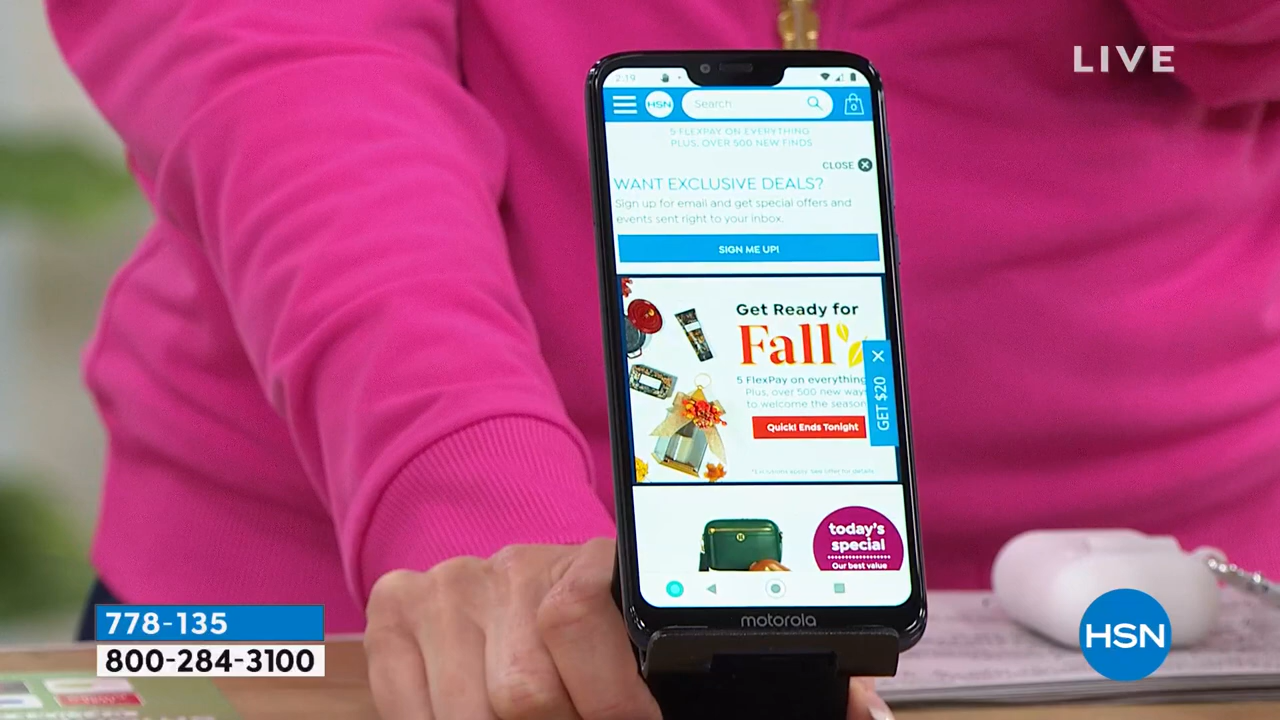 LIVE
2:19
HSN
Search
0
5 FLEXPAY ON EVERYTHING
PLUS, OVER 500 NEW FINDS
CLOSE
WANT EXCLUSIVE DEALS?
Sign up for email and get special offers and
events sent right to your inbox.
SIGN ME UP!
Get Ready for
Fall
5 FlexPay on everything
Plus, over 500 new ways
to welcome the season
Quick! Ends Tonight
GET $20
today's
special
Our best value
motorola
778-135
800-284-3100
HSN